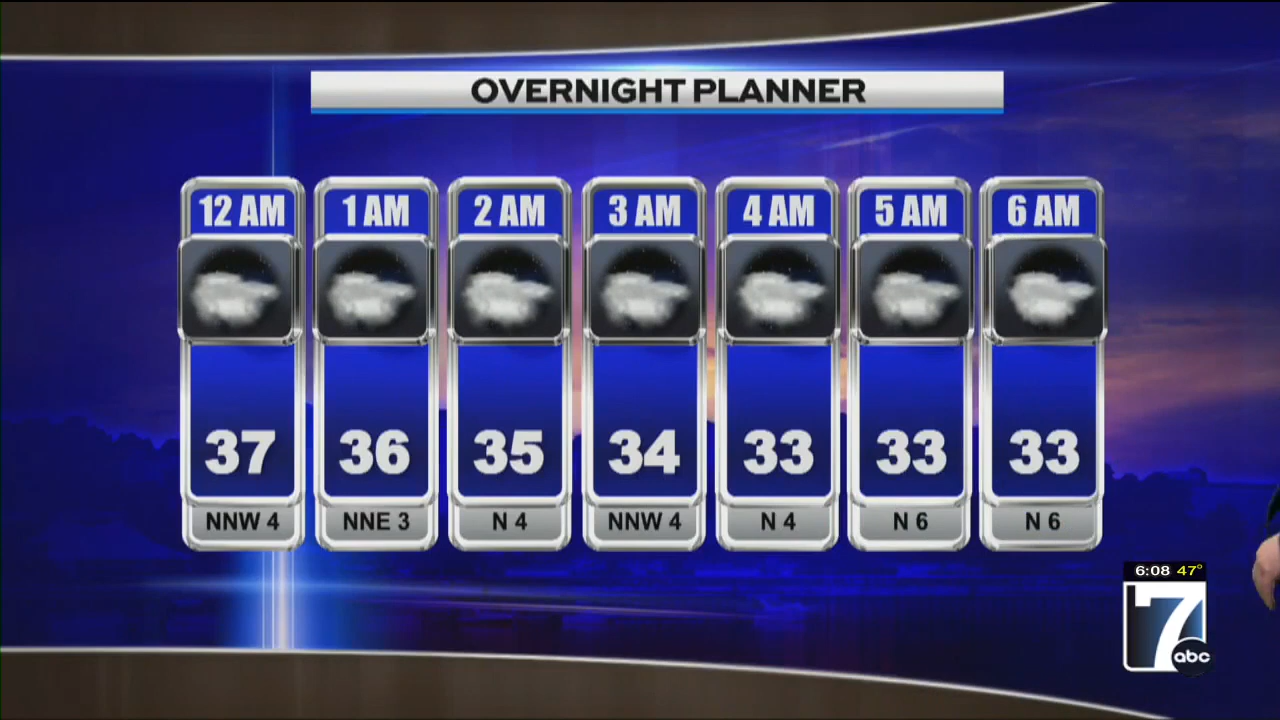 OVERNIGHT PLANNER
12 AM 1 AM 2 AM 3 AM 4 AM 5 AM 6 AM
37 36 35 34 33 33 33
NNW 4 NNE 3 N 4 NNW 4 N 4 N 6 N 6
6:08 47°
7
abc